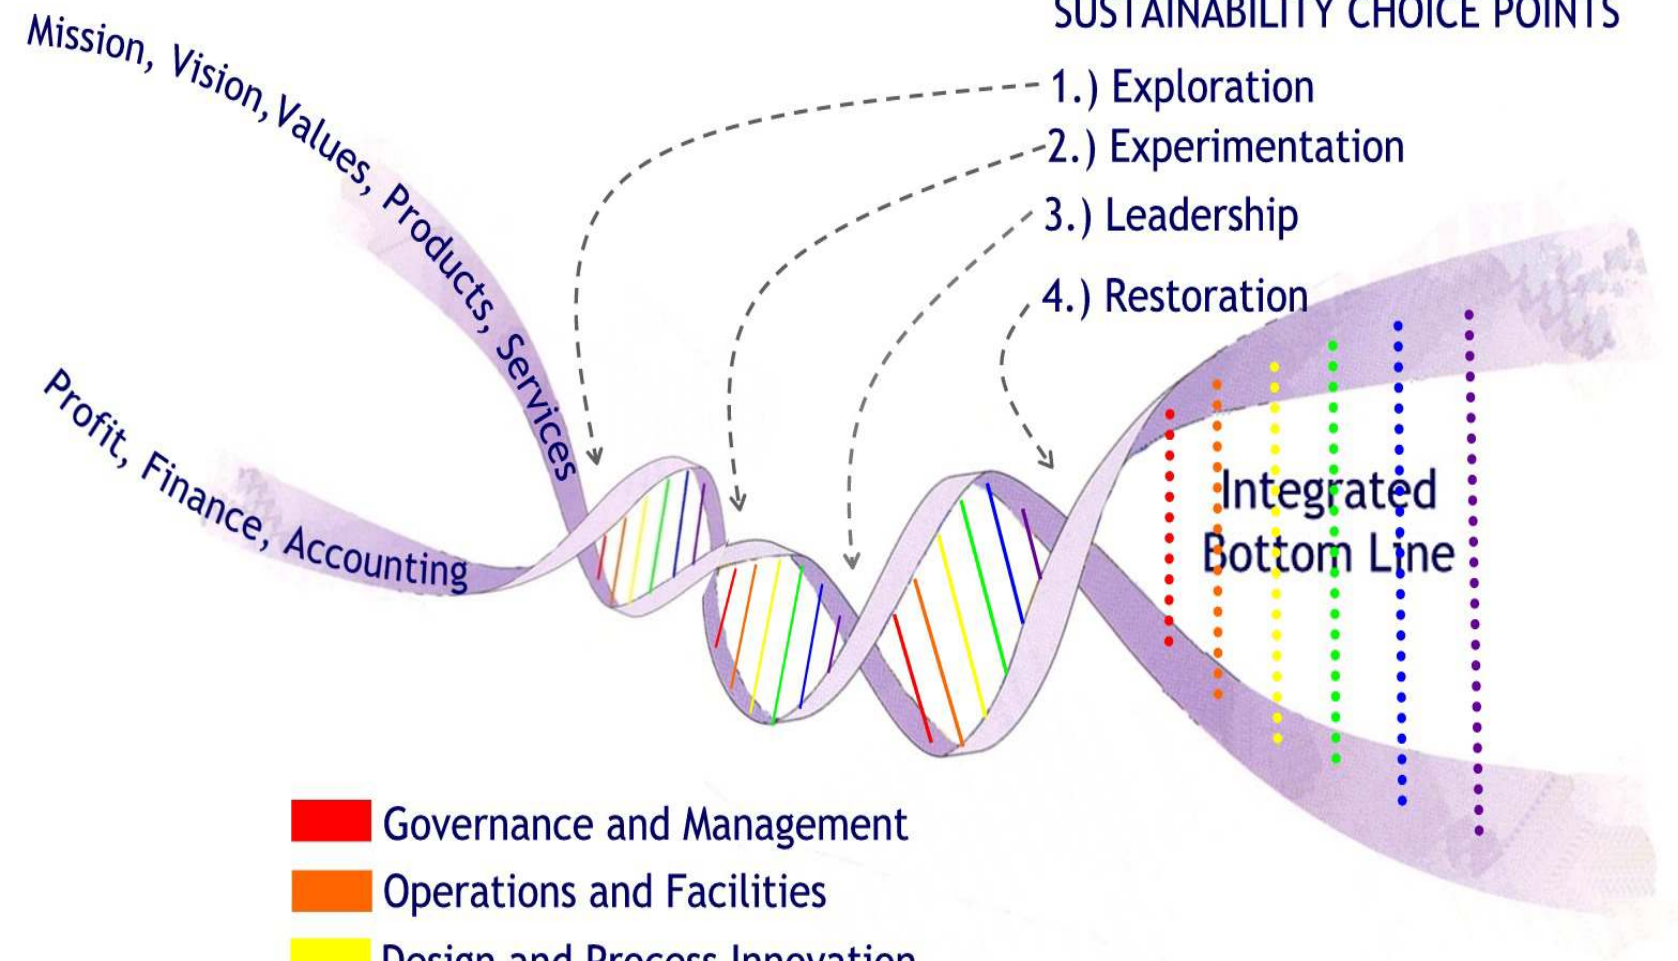 SUSTAINABILITY CHOICE POINTS
Mission, Vision, Values, Products, Services
1.) Exploration
2.) Experimentation
3.) Leadership
4.) Restoration
Profit, Finance, Accounting
Integrated
Bottom Line
Governance and Management
Operations and Facilities
Design and Process Innovation